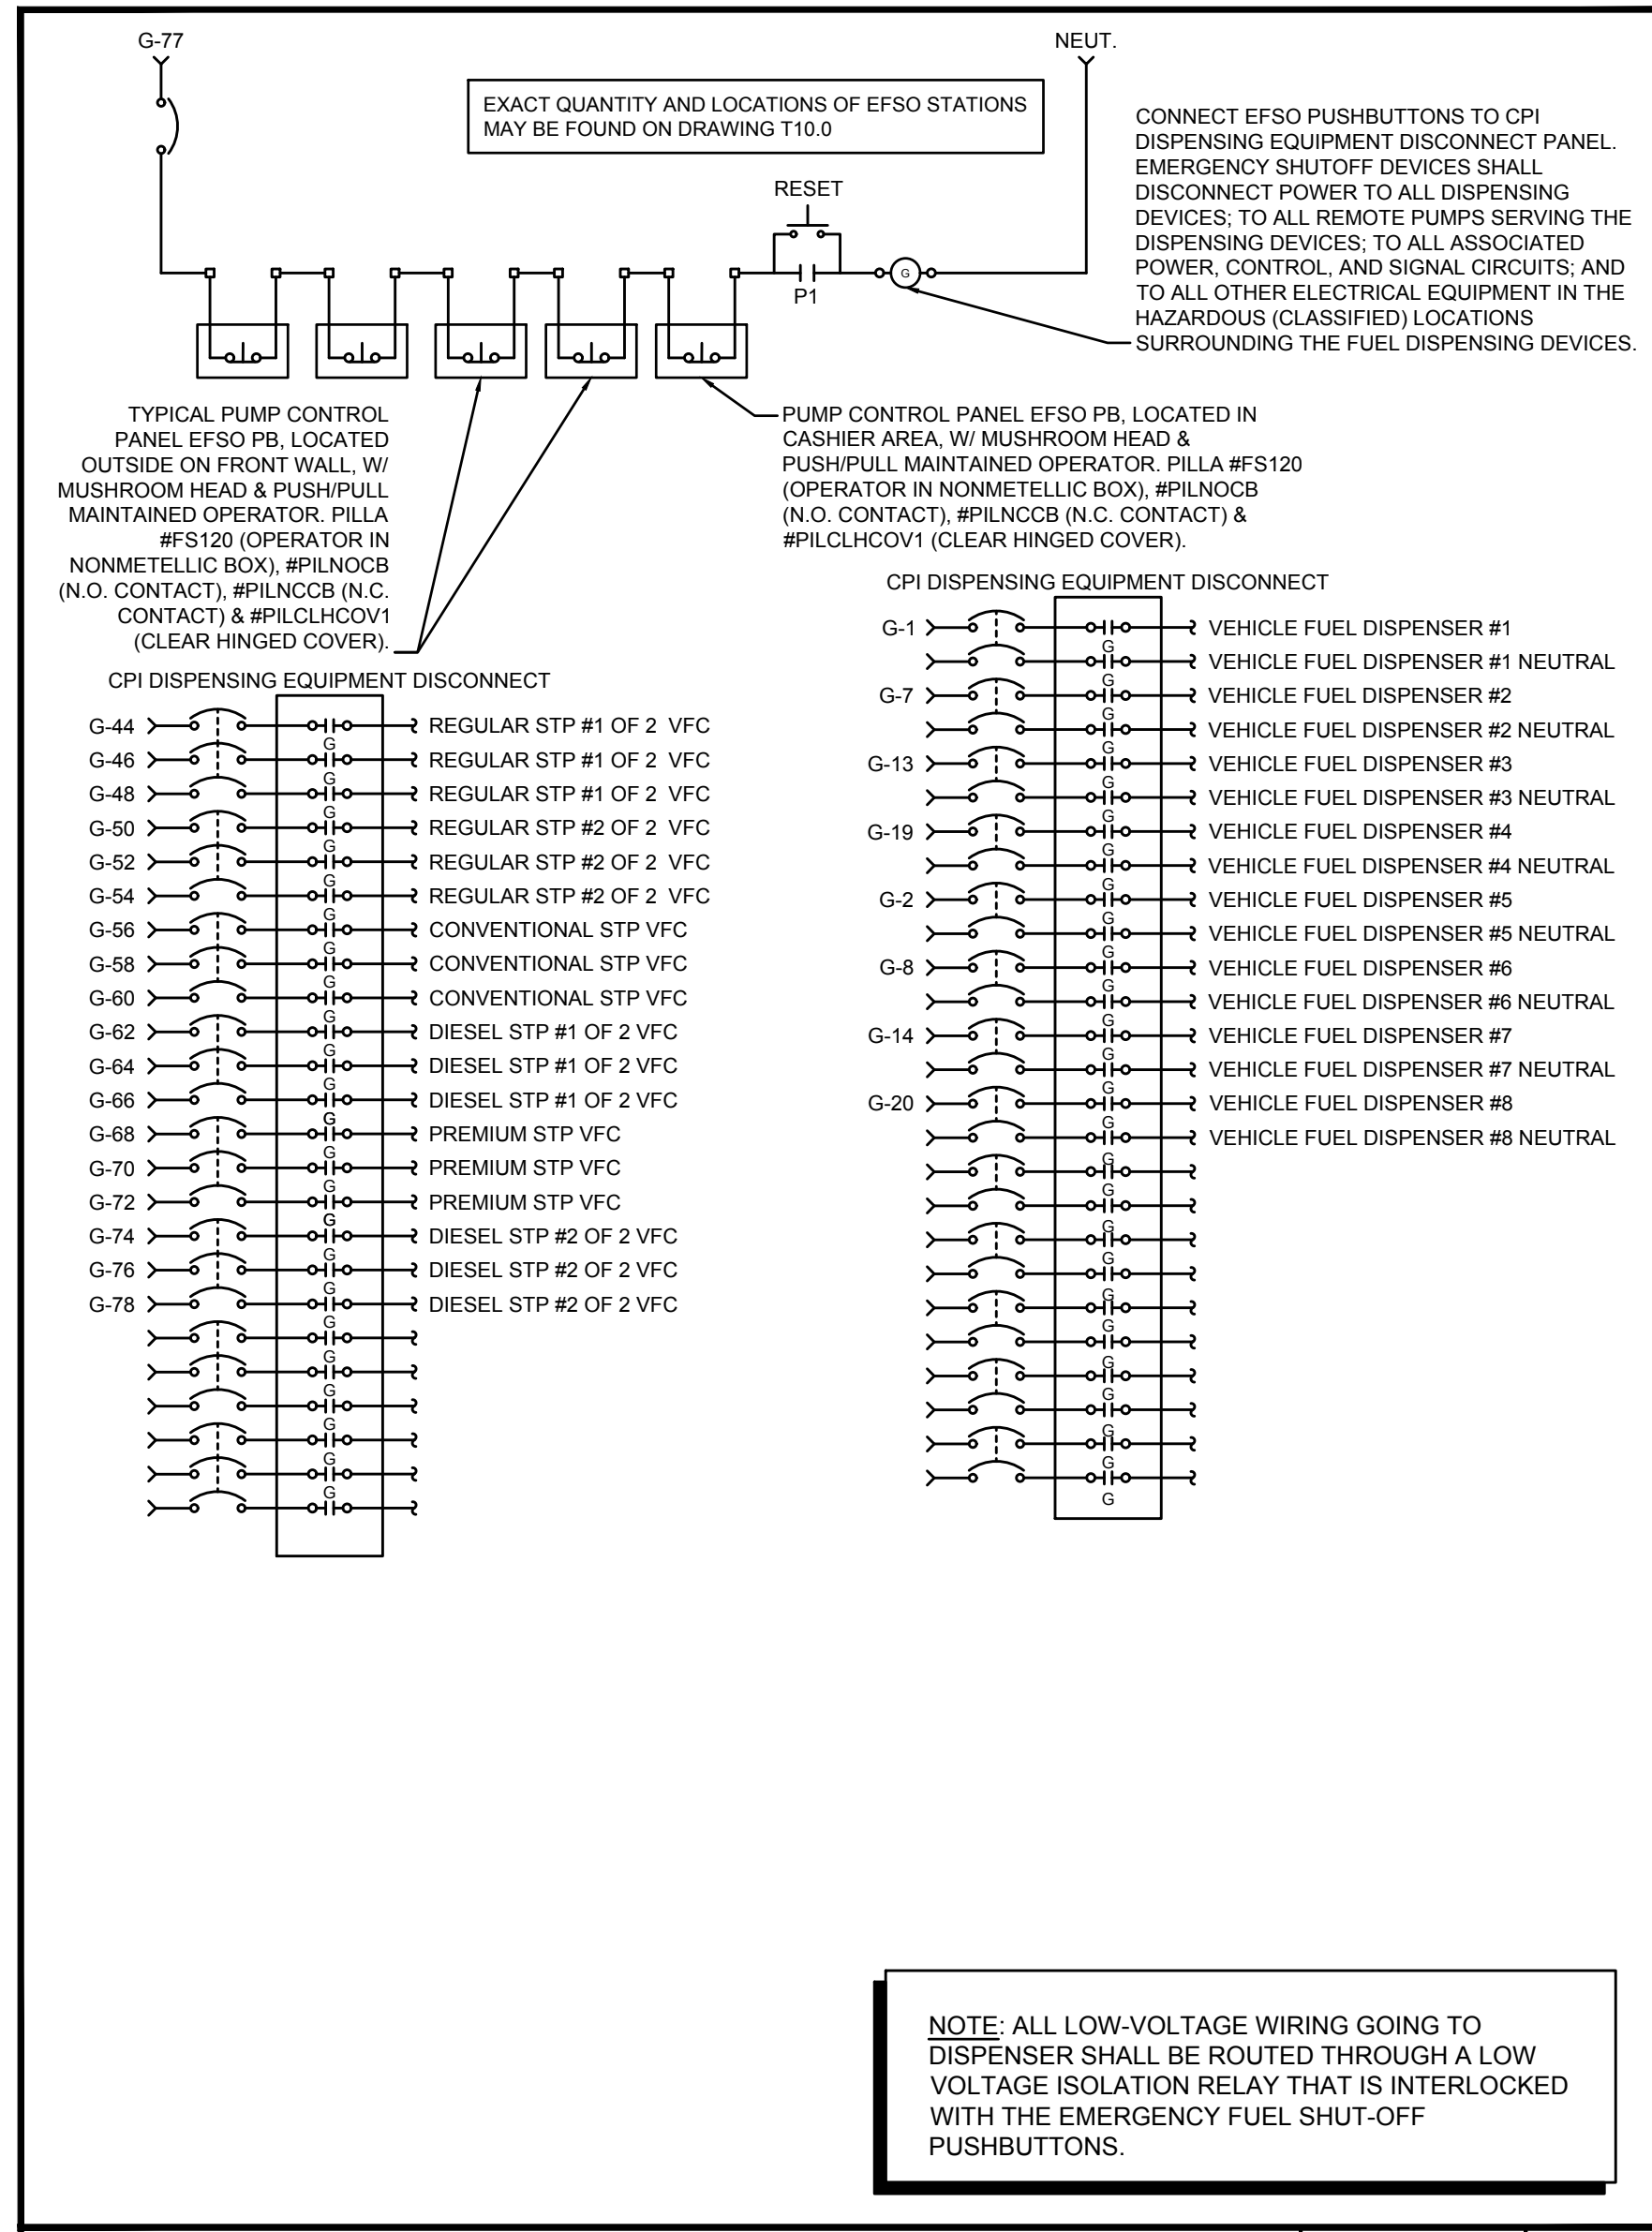 G-77
NEUT.
EXACT QUANTITY AND LOCATIONS OF EFSO STATIONS
MAY BE FOUND ON DRAWING T10.0
CONNECT EFSO PUSHBUTTONS TO CPI
DISPENSING EQUIPMENT DISCONNECT PANEL.
EMERGENCY SHUTOFF DEVICES SHALL
DISCONNECT POWER TO ALL DISPENSING
DEVICES; TO ALL REMOTE PUMPS SERVING THE
DISPENSING DEVICES; TO ALL ASSOCIATED
POWER, CONTROL, AND SIGNAL CIRCUITS; AND
TO ALL OTHER ELECTRICAL EQUIPMENT IN THE
HAZARDOUS (CLASSIFIED) LOCATIONS
SURROUNDING THE FUEL DISPENSING DEVICES.
RESET
P1
G
TYPICAL PUMP CONTROL
PANEL EFSO PB, LOCATED
OUTSIDE ON FRONT WALL, W/
MUSHROOM HEAD & PUSH/PULL
MAINTAINED OPERATOR. PILLA
#FS120 (OPERATOR IN
NONMETELLIC BOX), #PILNOCB
(N.O. CONTACT), #PILNCCB (N.C.
CONTACT) & #PILCLHCOV1
(CLEAR HINGED COVER).
PUMP CONTROL PANEL EFSO PB, LOCATED IN
CASHIER AREA, W/ MUSHROOM HEAD &
PUSH/PULL MAINTAINED OPERATOR. PILLA #FS120
(OPERATOR IN NONMETELLIC BOX), #PILNOCB
(N.O. CONTACT), #PILNCCB (N.C. CONTACT) &
#PILCLHCOV1 (CLEAR HINGED COVER).
CPI DISPENSING EQUIPMENT DISCONNECT
G-44 REGULAR STP #1 OF 2 VFC
G
G-46 REGULAR STP #1 OF 2 VFC
G
G-48 REGULAR STP #1 OF 2 VFC
G
G-50 REGULAR STP #2 OF 2 VFC
G
G-52 REGULAR STP #2 OF 2 VFC
G
G-54 REGULAR STP #2 OF 2 VFC
G
G-56 CONVENTIONAL STP VFC
G
G-58 CONVENTIONAL STP VFC
G
G-60 CONVENTIONAL STP VFC
G
G-62 DIESEL STP #1 OF 2 VFC
G
G-64 DIESEL STP #1 OF 2 VFC
G
G-66 DIESEL STP #1 OF 2 VFC
G
G-68 PREMIUM STP VFC
G
G-70 PREMIUM STP VFC
G
G-72 PREMIUM STP VFC
G
G-74 DIESEL STP #2 OF 2 VFC
G
G-76 DIESEL STP #2 OF 2 VFC
G
G-78 DIESEL STP #2 OF 2 VFC
G
G
G
G
G
G
CPI DISPENSING EQUIPMENT DISCONNECT
G-1 VEHICLE FUEL DISPENSER #1
G
VEHICLE FUEL DISPENSER #1 NEUTRAL
G
G-7 VEHICLE FUEL DISPENSER #2
G
VEHICLE FUEL DISPENSER #2 NEUTRAL
G
G-13 VEHICLE FUEL DISPENSER #3
G
VEHICLE FUEL DISPENSER #3 NEUTRAL
G
G-19 VEHICLE FUEL DISPENSER #4
G
VEHICLE FUEL DISPENSER #4 NEUTRAL
G
G-2 VEHICLE FUEL DISPENSER #5
G
VEHICLE FUEL DISPENSER #5 NEUTRAL
G
G-8 VEHICLE FUEL DISPENSER #6
G
VEHICLE FUEL DISPENSER #6 NEUTRAL
G
G-14 VEHICLE FUEL DISPENSER #7
G
VEHICLE FUEL DISPENSER #7 NEUTRAL
G
G-20 VEHICLE FUEL DISPENSER #8
G
VEHICLE FUEL DISPENSER #8 NEUTRAL
G
G
G
G
G
G
G
G
G
G
G
NOTE: ALL LOW-VOLTAGE WIRING GOING TO
DISPENSER SHALL BE ROUTED THROUGH A LOW
VOLTAGE ISOLATION RELAY THAT IS INTERLOCKED
WITH THE EMERGENCY FUEL SHUT-OFF
PUSHBUTTONS.